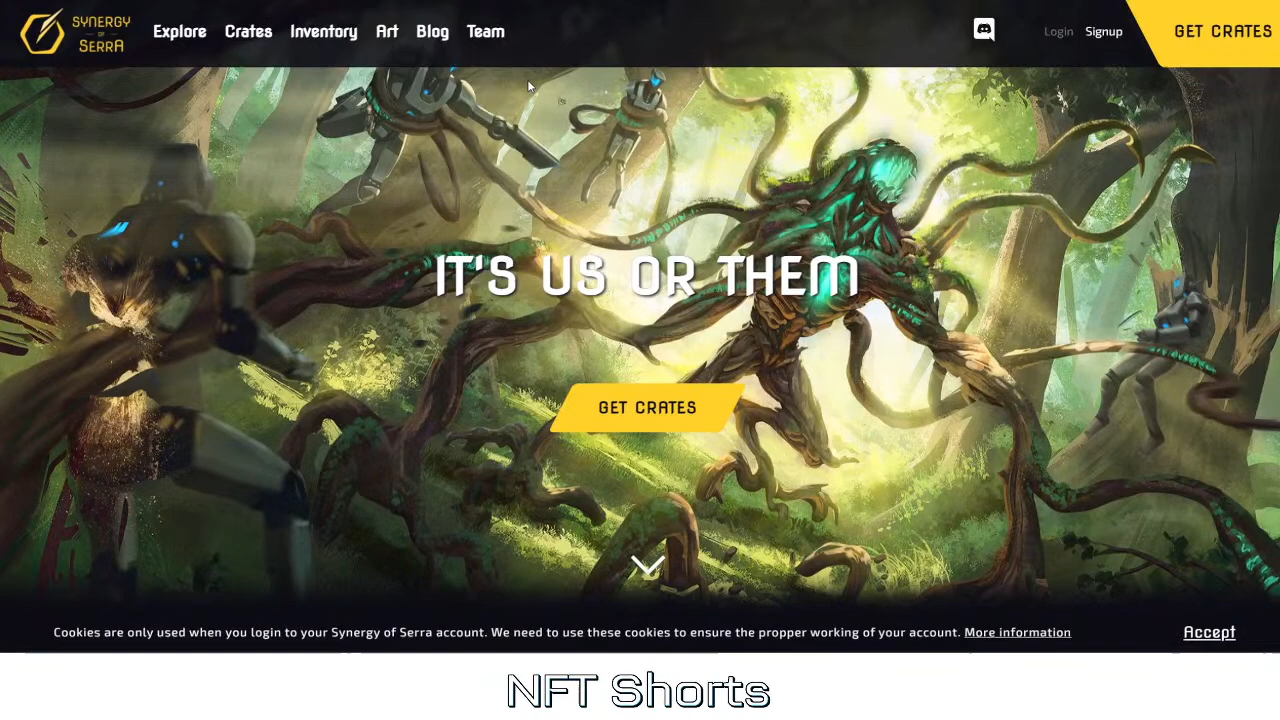 SYNERGY
OF
SERRA
Explore Crates Inventory Art Blog Team
Login Signup
GET CRATES
IT'S US OR THEM
GET CRATES
Cookies are only used when you login to your Synergy of Serra account. We need to use these cookies to ensure the propper working of your account. More information
Accept
NFT Shorts